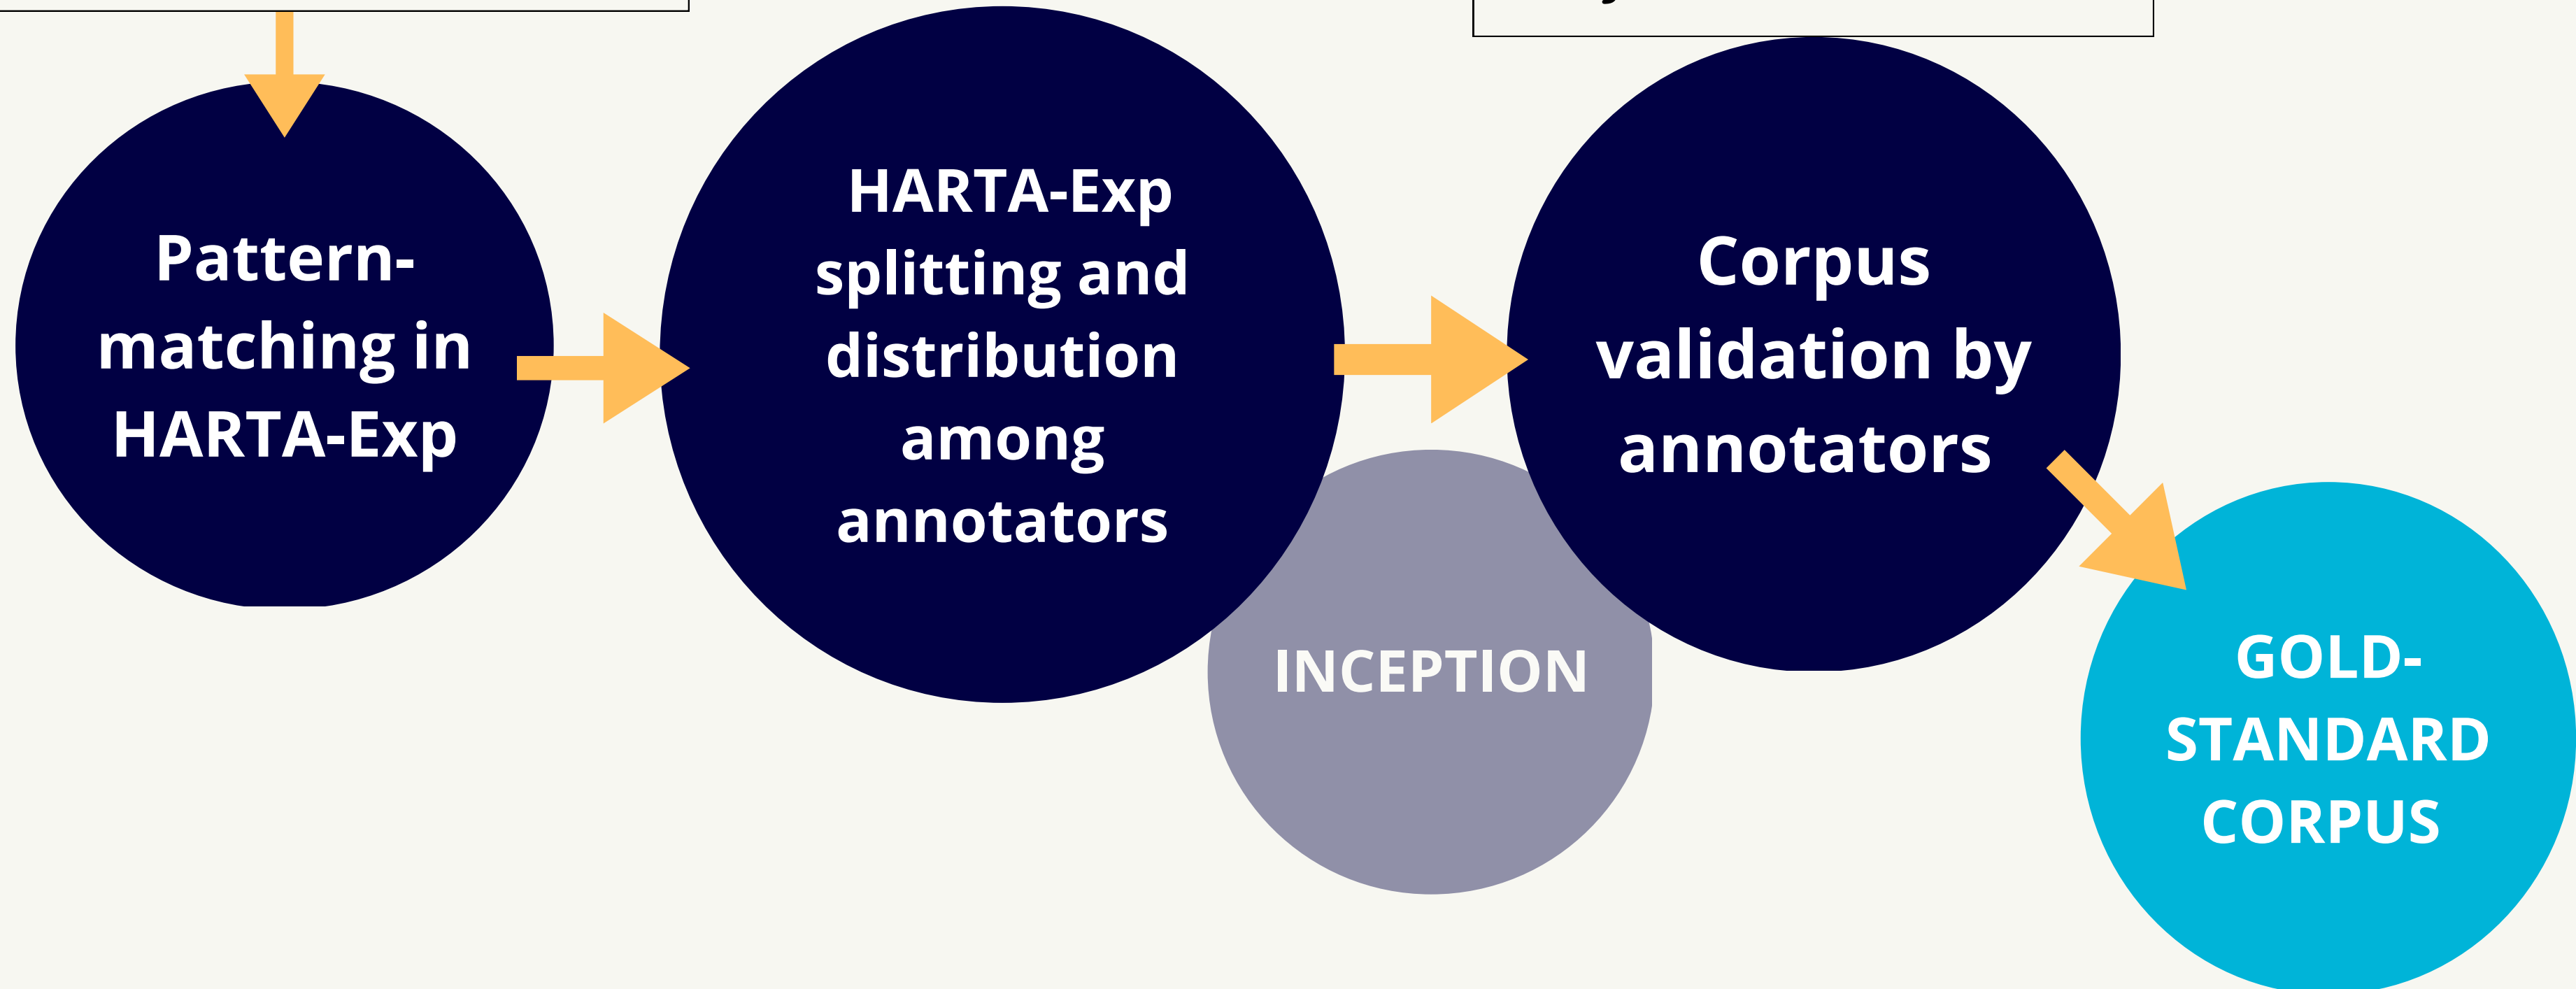 Pattern-
matching in
HARTA-Exp
HARTA-Exp
splitting and
distribution
among
annotators
Corpus
validation by
annotators
INCEPTION
GOLD-
STANDARD
CORPUS